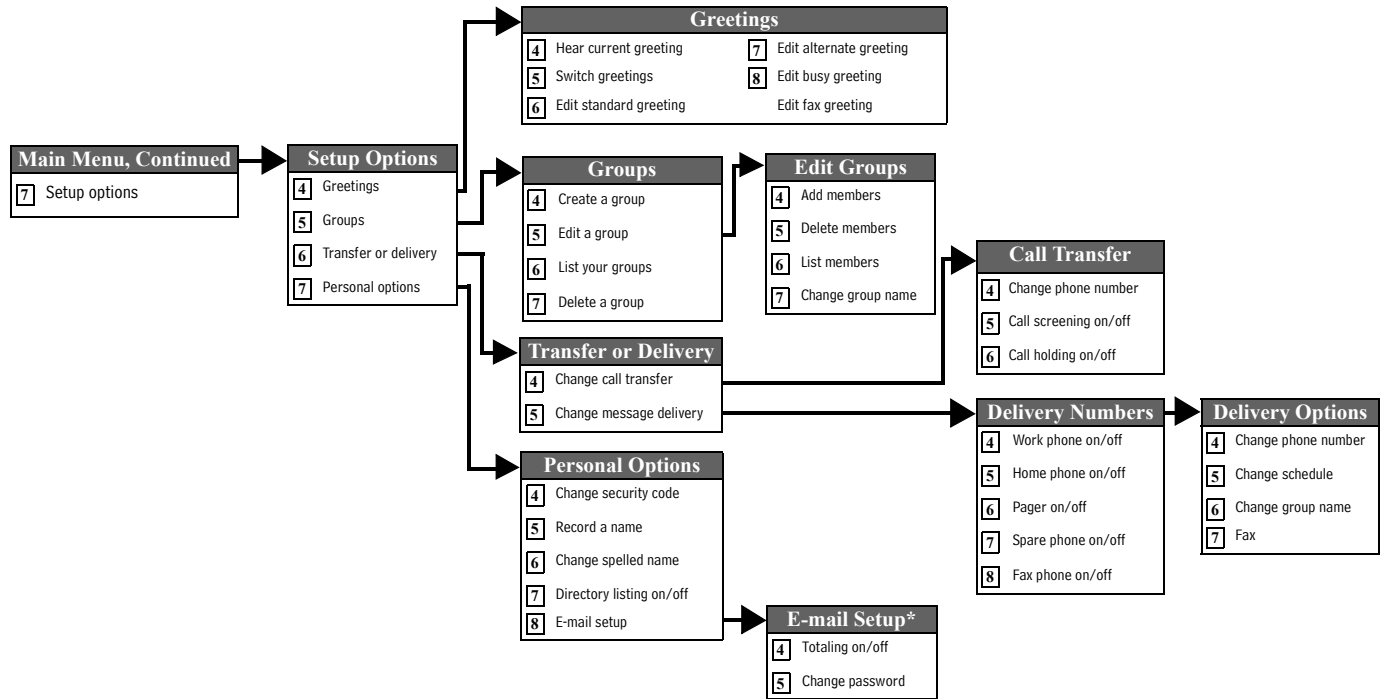 Greetings
4 Hear current greeting
5 Switch greetings
6 Edit standard greeting
7 Edit alternate greeting
8 Edit busy greeting
Edit fax greeting
Main Menu, Continued
7 Setup options
Setup Options
4 Greetings
5 Groups
6 Transfer or delivery
7 Personal options
Groups
4 Create a group
5 Edit a group
6 List your groups
7 Delete a group
Edit Groups
4 Add members
5 Delete members
6 List members
7 Change group name
Transfer or Delivery
4 Change call transfer
5 Change message delivery
Call Transfer
4 Change phone number
5 Call screening on/off
6 Call holding on/off
Delivery Numbers
4 Work phone on/off
5 Home phone on/off
6 Pager on/off
7 Spare phone on/off
8 Fax phone on/off
Delivery Options
4 Change phone number
5 Change schedule
6 Change group name
7 Fax
Personal Options
4 Change security code
5 Record a name
6 Change spelled name
7 Directory listing on/off
8 E-mail setup
E-mail Setup*
4 Totaling on/off
5 Change password